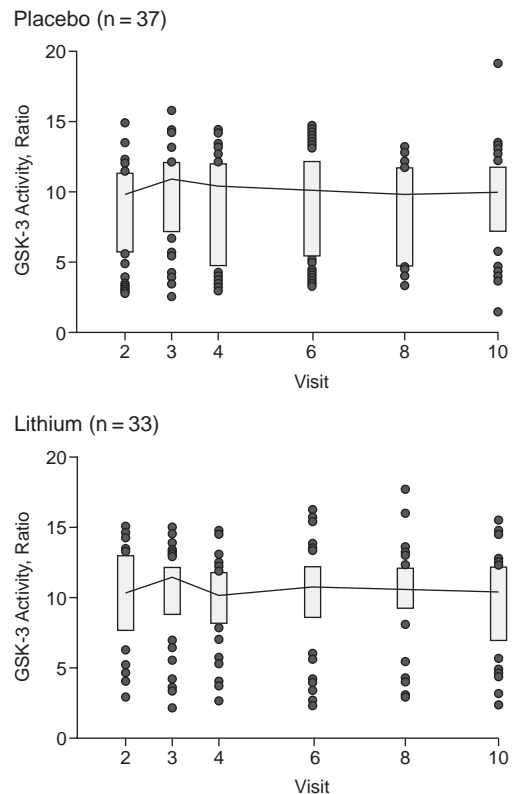 Placebo (n = 37)
20
15
10
5
0
GSK-3 Activity, Ratio
2 3 4 6 8 10
Visit
Lithium (n = 33)
20
15
10
5
0
GSK-3 Activity, Ratio
2 3 4 6 8 10
Visit